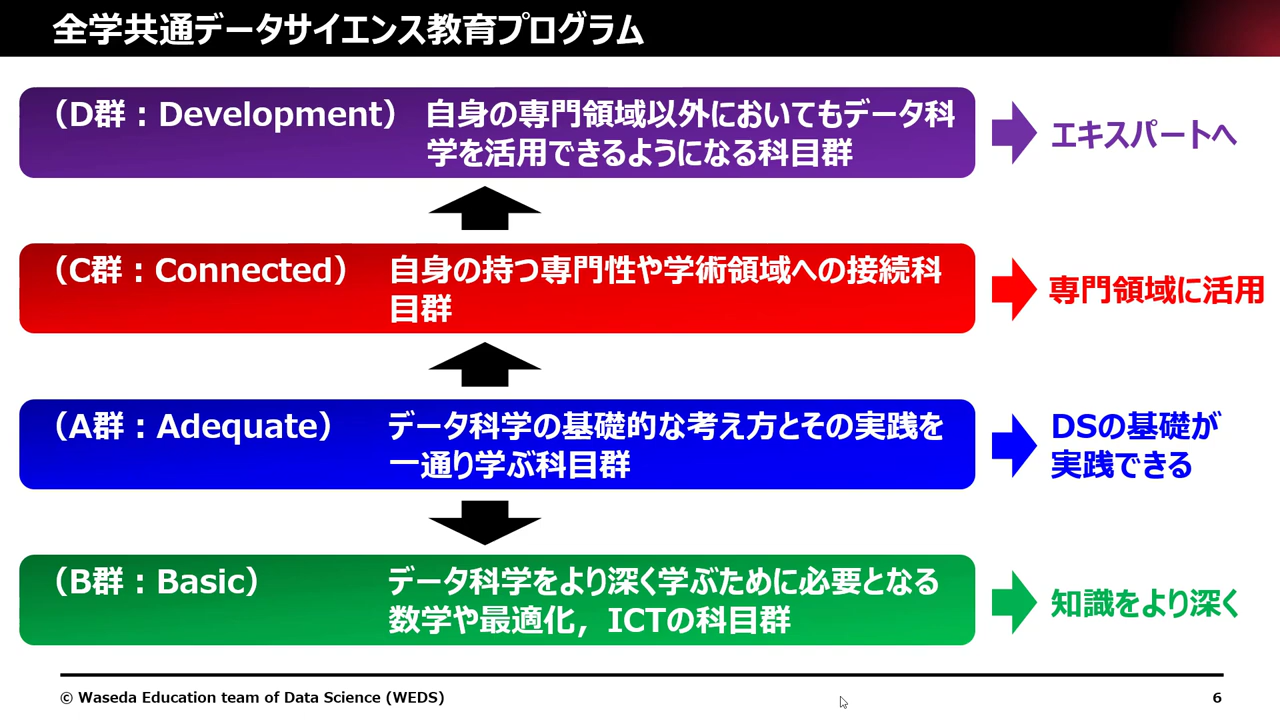 全学共通データサイエンス教育プログラム
（D群：Development） 自身の専門領域以外においてもデータ科
学を活用できるようになる科目群
エキスパートへ
（C群：Connected） 自身の持つ専門性や学術領域への接続科
目群
専門領域に活用
（A群：Adequate） データ科学の基礎的な考え方とその実践を
一通り学ぶ科目群
DSの基礎が
実践できる
（B群：Basic） データ科学をより深く学ぶために必要となる
数学や最適化，ICTの科目群
知識をより深く
© Waseda Education team of Data Science (WEDS)
6